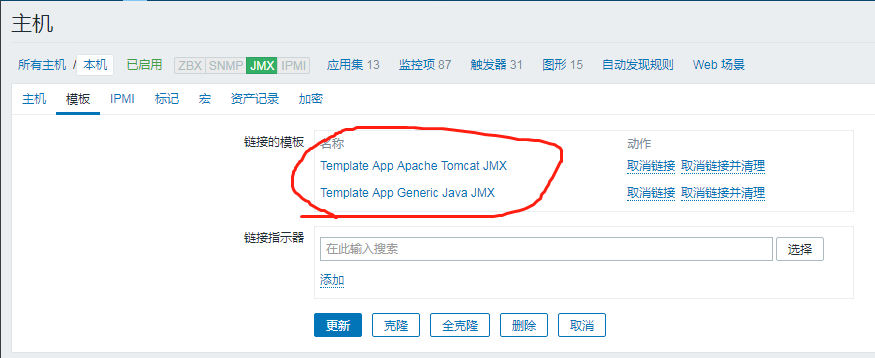 主机
所有主机 / 本机 已启用 ZBX SNMP JMX IPMI 应用集 13 监控项 87 触发器 31 图形 15 自动发现规则 Web 场景
主机 模板 IPMI 标记 宏 资产记录 加密
链接的模板 名称 动作
Template App Apache Tomcat JMX 取消链接 取消链接并清理
Template App Generic Java JMX 取消链接 取消链接并清理
链接指示器
在此输入搜索 选择
添加
更新 克隆 全克隆 删除 取消